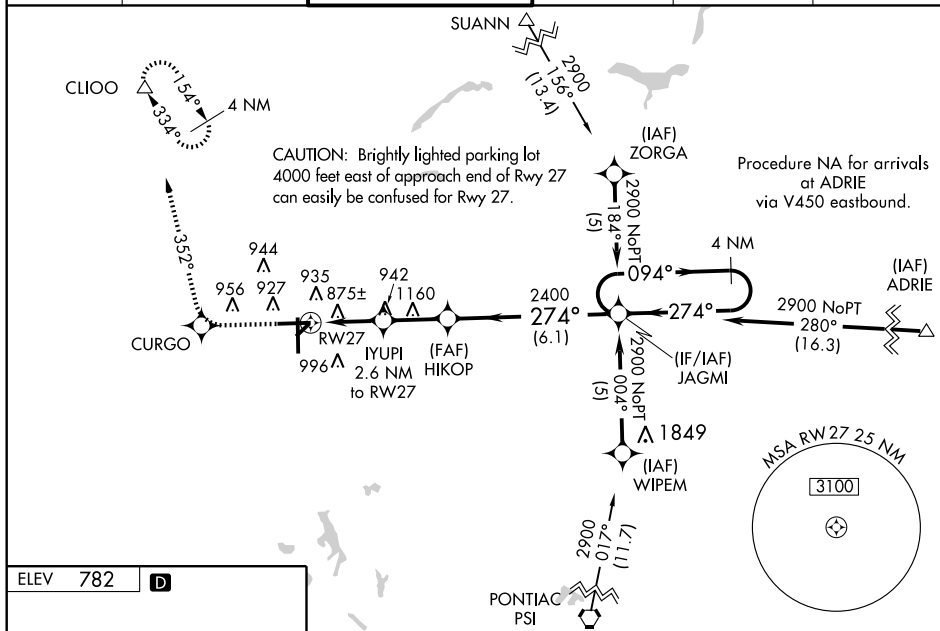 SUANN
2900
156°
(13.4)
CLIOO
154°
334°
4 NM
(IAF)
ZORGA
CAUTION: Brightly lighted parking lot
4000 feet east of approach end of Rwy 27
can easily be confused for Rwy 27.
Procedure NA for arrivals
at ADRIE
via V450 eastbound.
2900 NoPT
184°
(5)
4 NM
094°
352°
944
956
927
935
875±
942
1160
2400
274°
(6.1)
274°
2900 NoPT
280°
(16.3)
(IAF)
ADRIE
CURGO
RW27
996
IYUPI
2.6 NM
to RW27
(FAF)
HIKOP
(IF/IAF)
JAGMI
2900 NoPT
004°
(5)
1849
(IAF)
WIPEM
MSA RW27 25 NM
3100
2900
017°
(11.7)
PONTIAC
PSI
ELEV 782 D